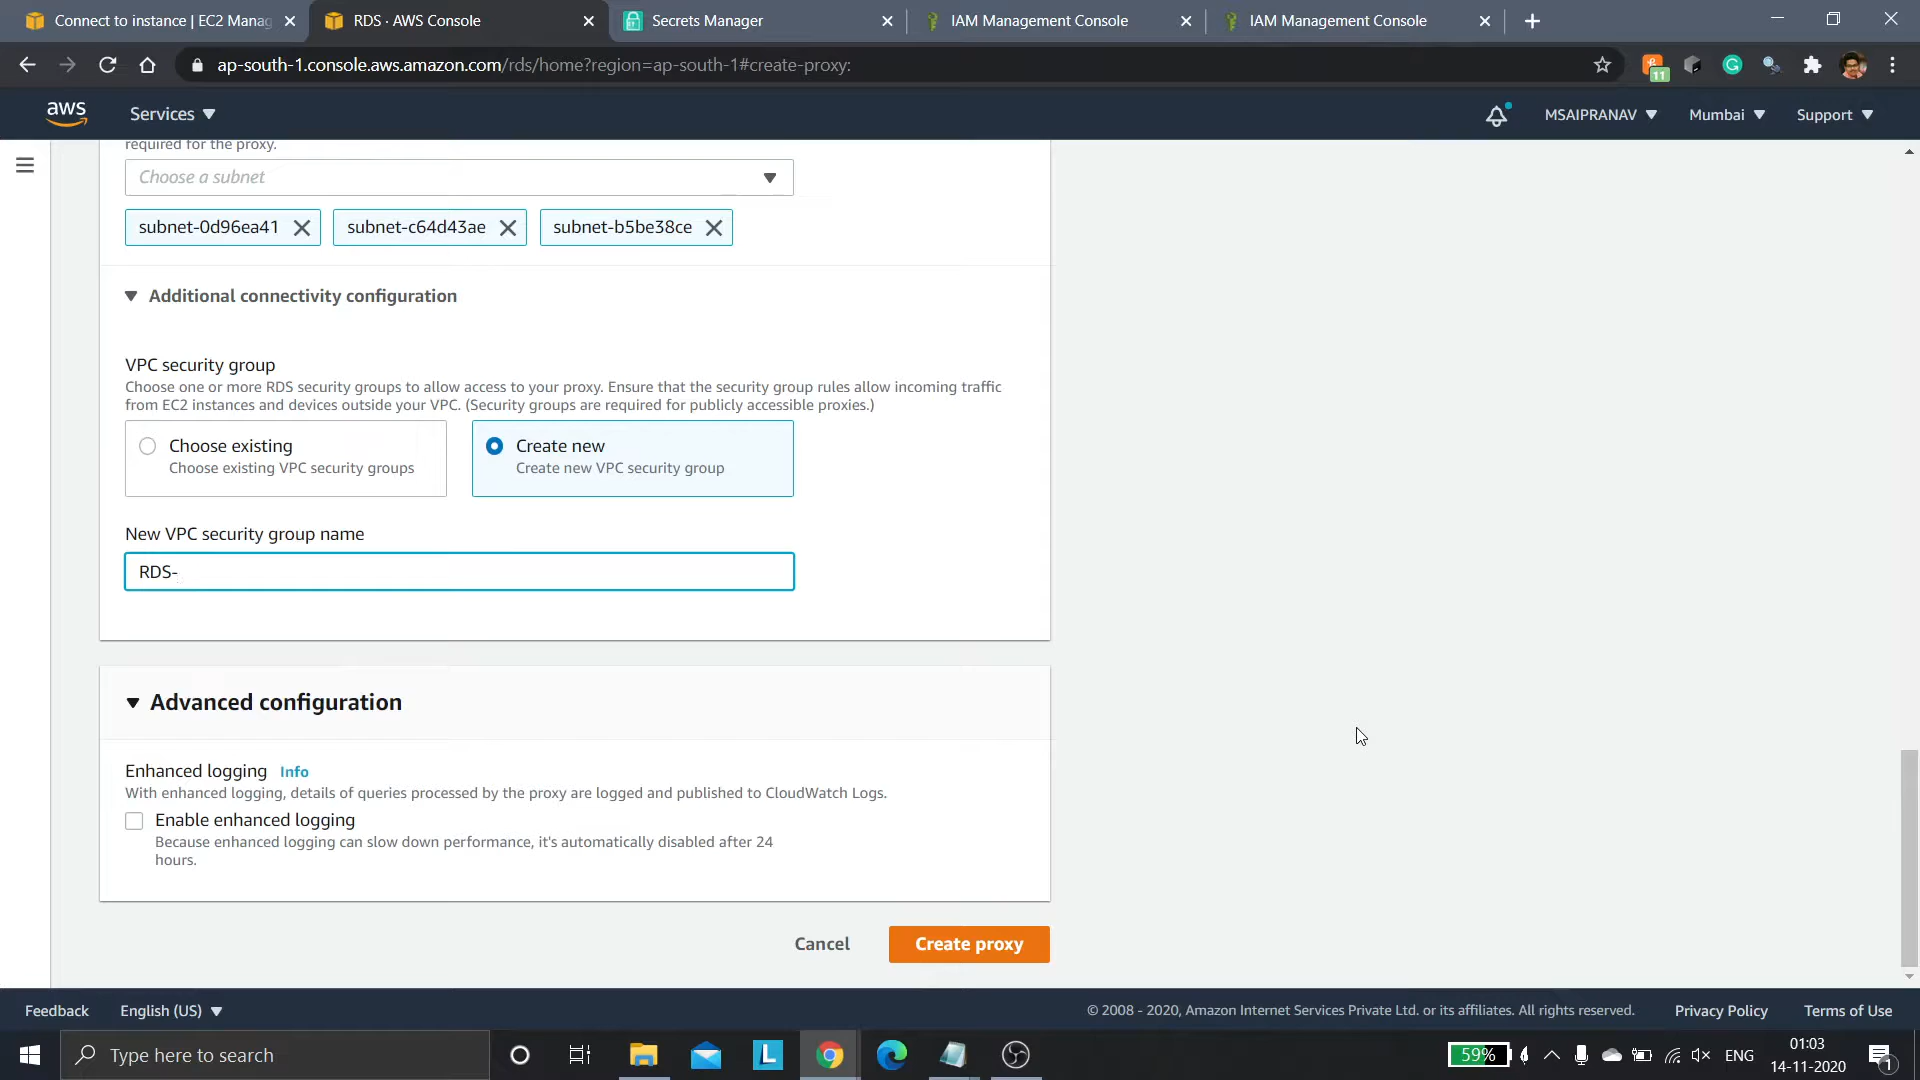 Connect to instance | EC2 Manag
RDS · AWS Console
Secrets Manager
IAM Management Console
IAM Management Console
ap-south-1.console.aws.amazon.com/rds/home?region=ap-south-1#create-proxy:
11
aws
Services
MSAIPRANAV
Mumbai
Support
required for the proxy.
Choose a subnet
subnet-0d96ea41
subnet-c64d43ae
subnet-b5be38ce
Additional connectivity configuration
VPC security group
Choose one or more RDS security groups to allow access to your proxy. Ensure that the security group rules allow incoming traffic
from EC2 instances and devices outside your VPC. (Security groups are required for publicly accessible proxies.)
Choose existing
Choose existing VPC security groups
Create new
Create new VPC security group
New VPC security group name
RDS-
Advanced configuration
Enhanced logging Info
With enhanced logging, details of queries processed by the proxy are logged and published to CloudWatch Logs.
Enable enhanced logging
Because enhanced logging can slow down performance, it's automatically disabled after 24
hours.
Cancel
Create proxy
Feedback
English (US)
© 2008 - 2020, Amazon Internet Services Private Ltd. or its affiliates. All rights reserved.
Privacy Policy
Terms of Use
Type here to search
L
59%
ENG
01:03
14-11-2020
1